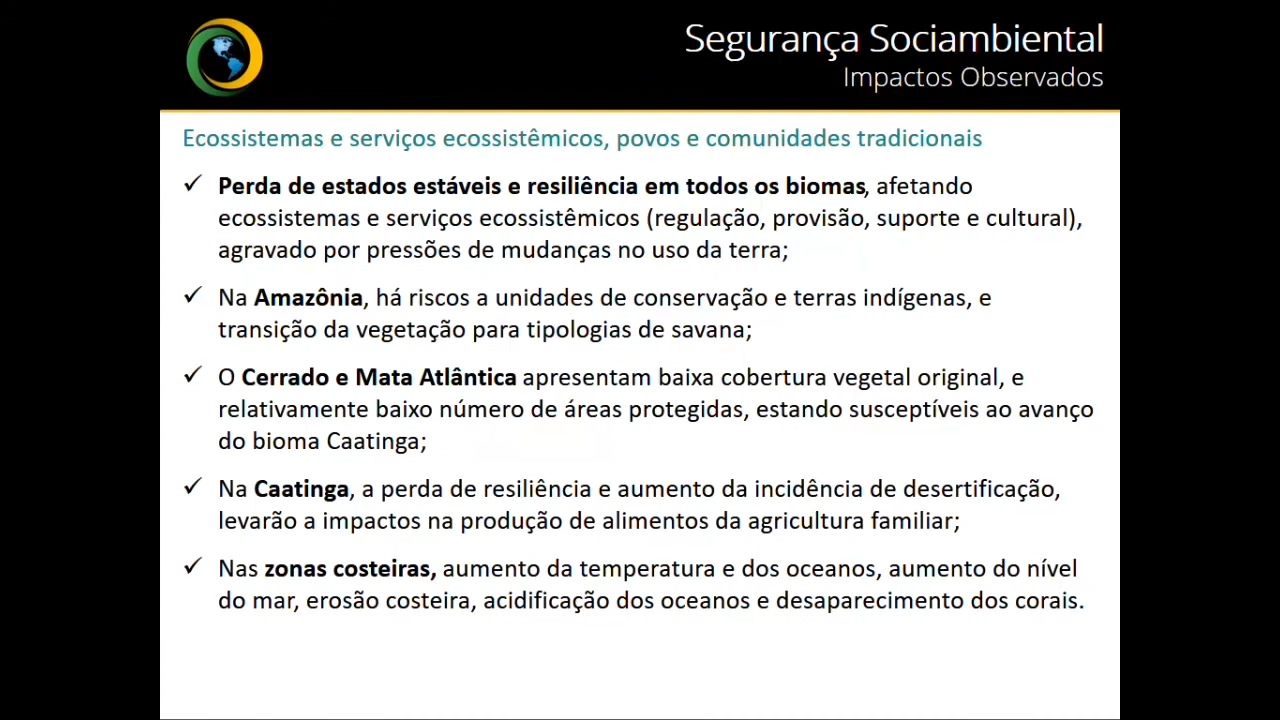 Segurança Sociambiental
Impactos Observados
Ecossistemas e serviços ecossistêmicos, povos e comunidades tradicionais
✓ Perda de estados estáveis e resiliência em todos os biomas, afetando
ecossistemas e serviços ecossistêmicos (regulação, provisão, suporte e cultural),
agravado por pressões de mudanças no uso da terra;
✓ Na Amazônia, há riscos a unidades de conservação e terras indígenas, e
transição da vegetação para tipologias de savana;
✓ O Cerrado e Mata Atlântica apresentam baixa cobertura vegetal original, e
relativamente baixo número de áreas protegidas, estando susceptíveis ao avanço
do bioma Caatinga;
✓ Na Caatinga, a perda de resiliência e aumento da incidência de desertificação,
levarão a impactos na produção de alimentos da agricultura familiar;
✓ Nas zonas costeiras, aumento da temperatura e dos oceanos, aumento do nível
do mar, erosão costeira, acidificação dos oceanos e desaparecimento dos corais.